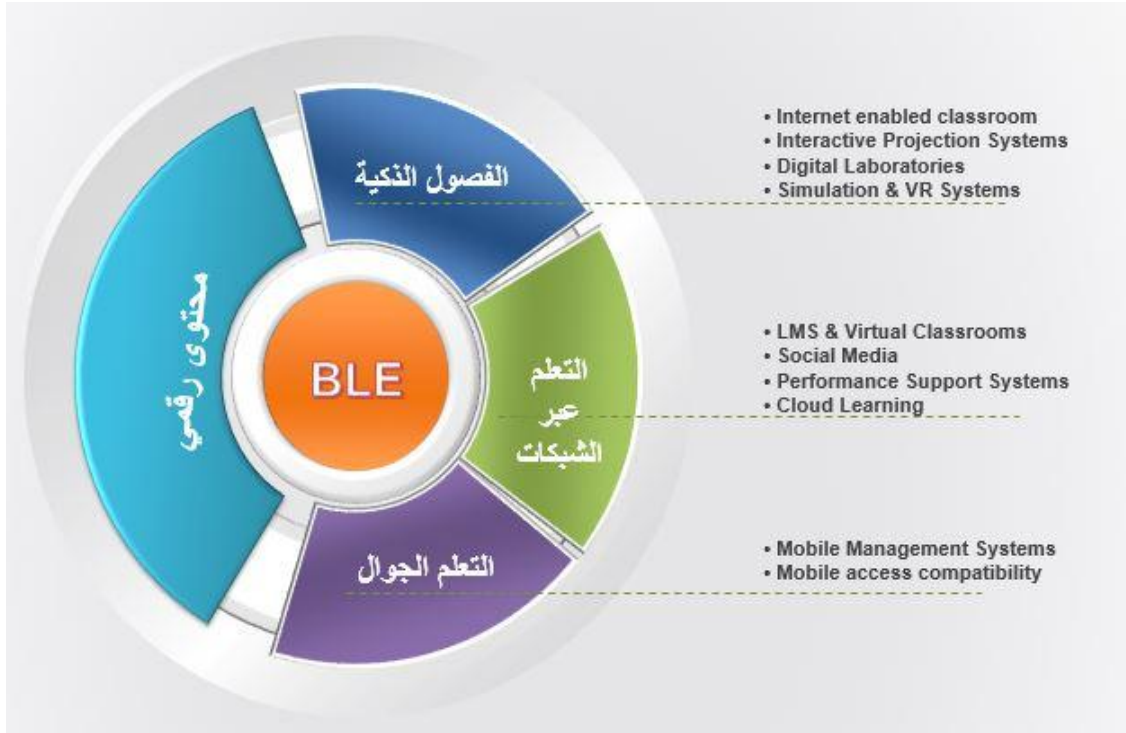 الفصول الذكية
• Internet enabled classroom
• Interactive Projection Systems
• Digital Laboratories
• Simulation & VR Systems
محتوى رقمي
BLE
التعلم
عبر
الشبكات
• LMS & Virtual Classrooms
• Social Media
• Performance Support Systems
• Cloud Learning
التعلم الجوال
• Mobile Management Systems
• Mobile access compatibility